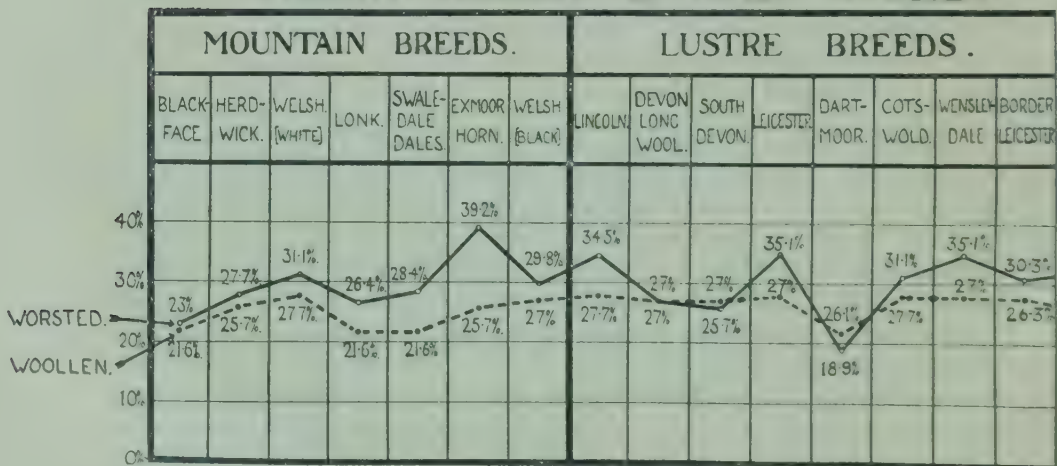 MOUNTAIN BREEDS. LUSTRE BREEDS.
BLACK- HERD- WELSH. LONK. SWALE- EXMOOR WELSH LINCOLN. DEVON SOUTH LEICESTER. DART- COTS- WENSLEY- BORDER
FACE. WICK. [WHITE] DALE HORN. [BLACK] LONG DEVON. MOOR. WOLD. DALE LEICESTER
DALES. WOOL.
40% 39.2%
34.5% 35.1% 35.1%
31.1% 31.1%
30% 29.8% 30.3%
27.7% 26.4% 28.4% 27% 27% 27% 27%
23% 26.1%
WORSTED. 25.7% 27.7% 25.7% 27% 27.7% 27% 25.7% 27.7% 26.3%
20%
WOOLLEN. 21.6% 21.6% 21.6% 18.9%
10%
0%